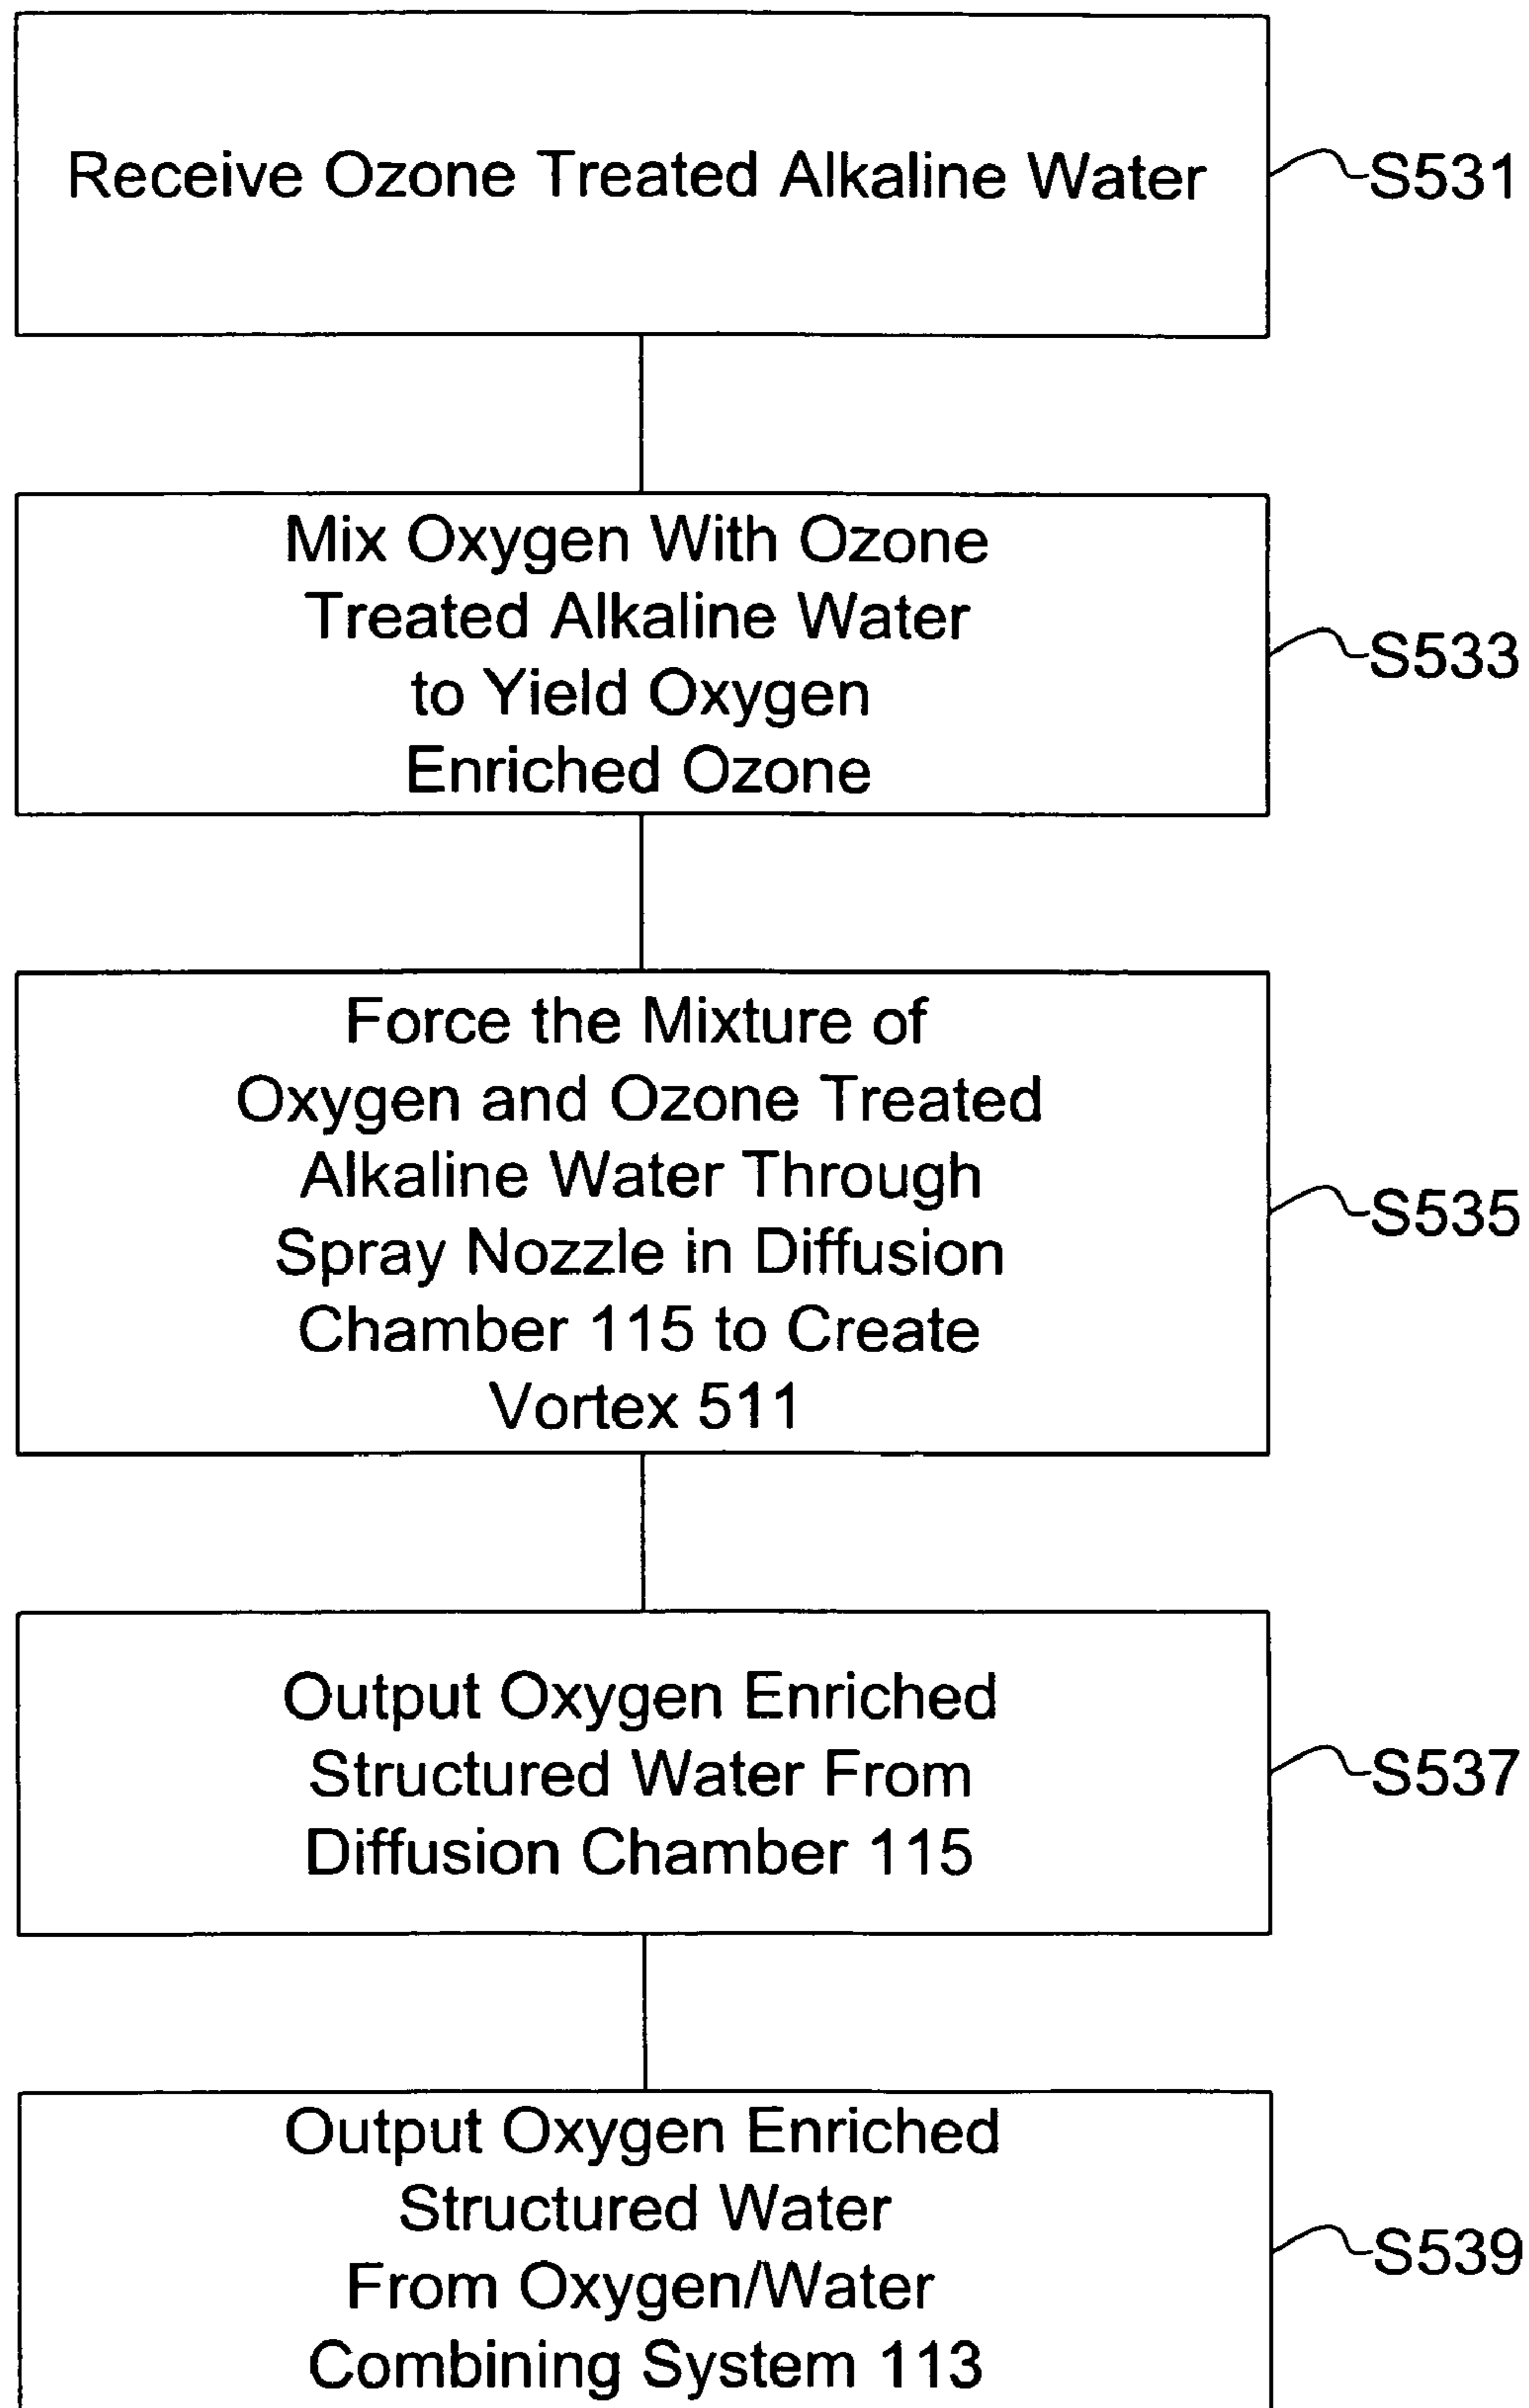 Receive Ozone Treated Alkaline Water
S531
Mix Oxygen With Ozone
Treated Alkaline Water
to Yield Oxygen
Enriched Ozone
S533
Force the Mixture of
Oxygen and Ozone Treated
Alkaline Water Through
Spray Nozzle in Diffusion
Chamber 115 to Create
Vortex 511
S535
Output Oxygen Enriched
Structured Water From
Diffusion Chamber 115
S537
Output Oxygen Enriched
Structured Water
From Oxygen/Water
Combining System 113
S539